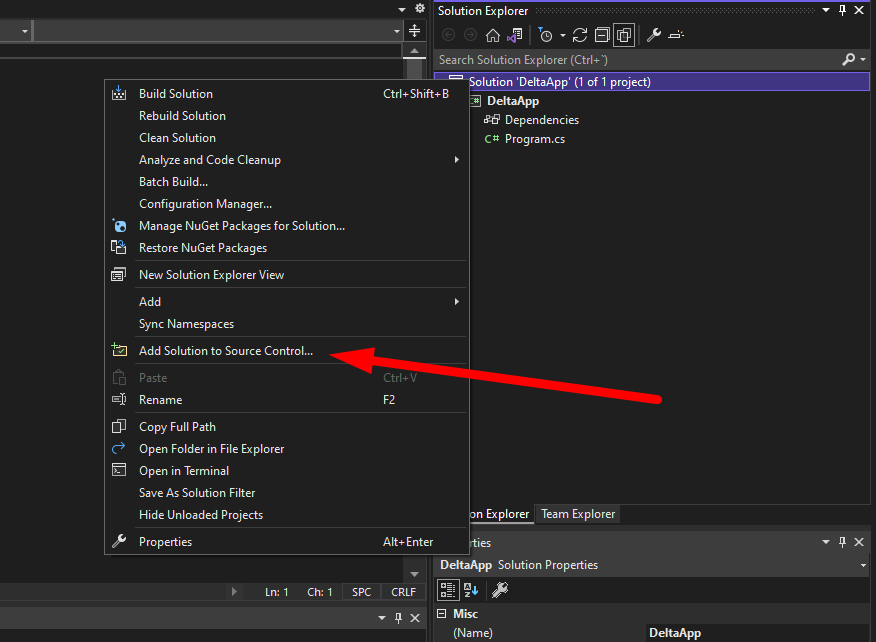 Solution Explorer
Search Solution Explorer (Ctrl+`)
Solution 'DeltaApp' (1 of 1 project)
C# DeltaApp
Dependencies
C# Program.cs
Build Solution Ctrl+Shift+B
Rebuild Solution
Clean Solution
Analyze and Code Cleanup
Batch Build...
Configuration Manager...
Manage NuGet Packages for Solution...
Restore NuGet Packages
New Solution Explorer View
Add
Sync Namespaces
Add Solution to Source Control...
Paste Ctrl+V
Rename F2
Copy Full Path
Open Folder in File Explorer
Open in Terminal
Save As Solution Filter
Hide Unloaded Projects
Properties Alt+Enter
on Explorer Team Explorer
rties
DeltaApp Solution Properties
Misc
(Name) DeltaApp
Ln: 1 Ch: 1 SPC CRLF